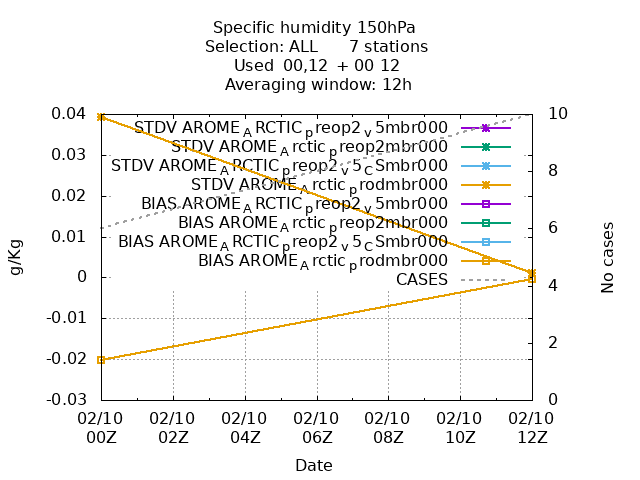 Specific humidity 150hPa
Selection: ALL 7 stations
Used 00,12 + 00 12
Averaging window: 12h
0.04
0.03
0.02
0.01
0
-0.01
-0.02
-0.03
g/Kg
STDV AROME_ARCTIC_preop2_v5mbr000
STDV AROME_Arctic_preop2mbr000
STDV AROME_ARCTIC_preop2_v5_CSmbr000
STDV AROME_Arctic_prodmbr000
BIAS AROME_ARCTIC_preop2_v5mbr000
BIAS AROME_Arctic_preop2mbr000
BIAS AROME_ARCTIC_preop2_v5_CSmbr000
BIAS AROME_Arctic_prodmbr000
CASES
10
8
6
4
2
0
No cases
02/10 02/10 02/10 02/10 02/10 02/10 02/10
00Z 02Z 04Z 06Z 08Z 10Z 12Z
Date